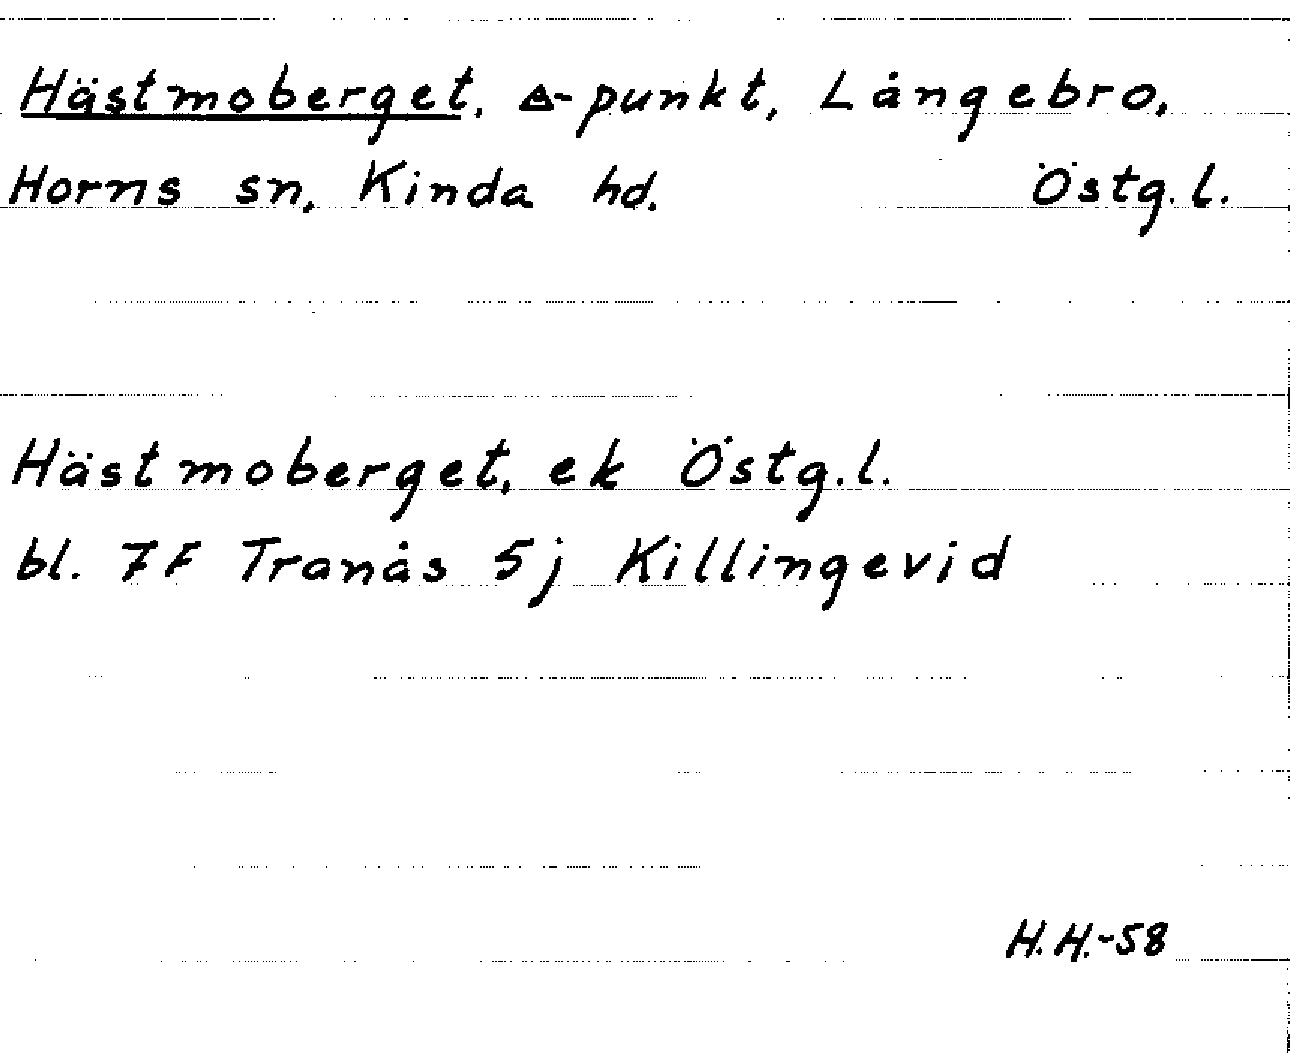 Hästmoberget, ∆-punkt, Långebro,
Horns sn, Kinda hd. Östg.l.
Hästmoberget, ek Östg.l.
bl. 7F Tranås 5j Killingevid
H.H.-58